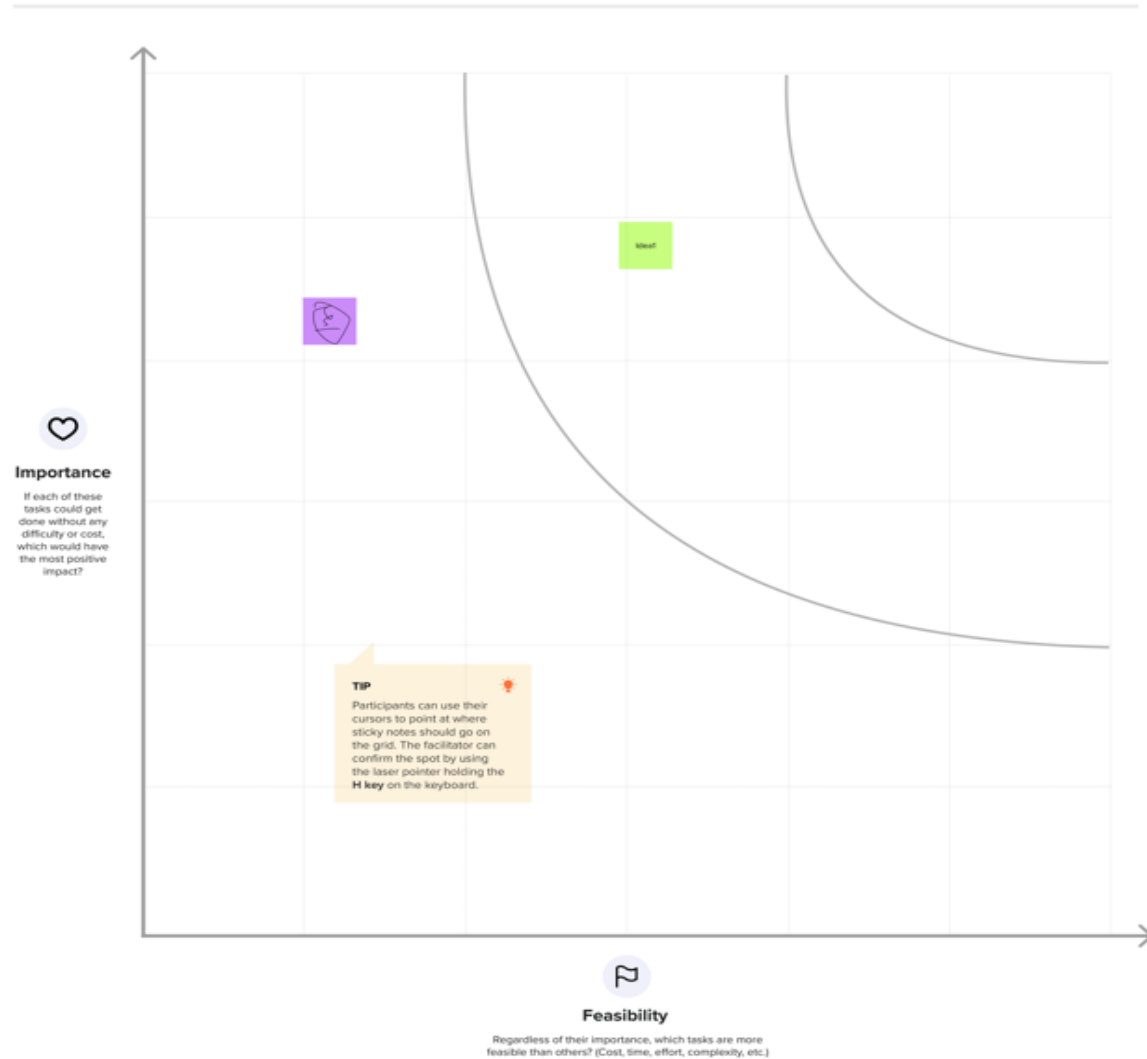 Idea1
Importance
If each of these
tasks could get
done without any
difficulty or cost,
which would have
the most positive
impact?
TIP
Participants can use their
cursors to point at where
sticky notes should go on
the grid. The facilitator can
confirm the spot by using
the laser pointer holding the
H key on the keyboard.
Feasibility
Regardless of their importance, which tasks are more
feasible than others? (Cost, time, effort, complexity, etc.)